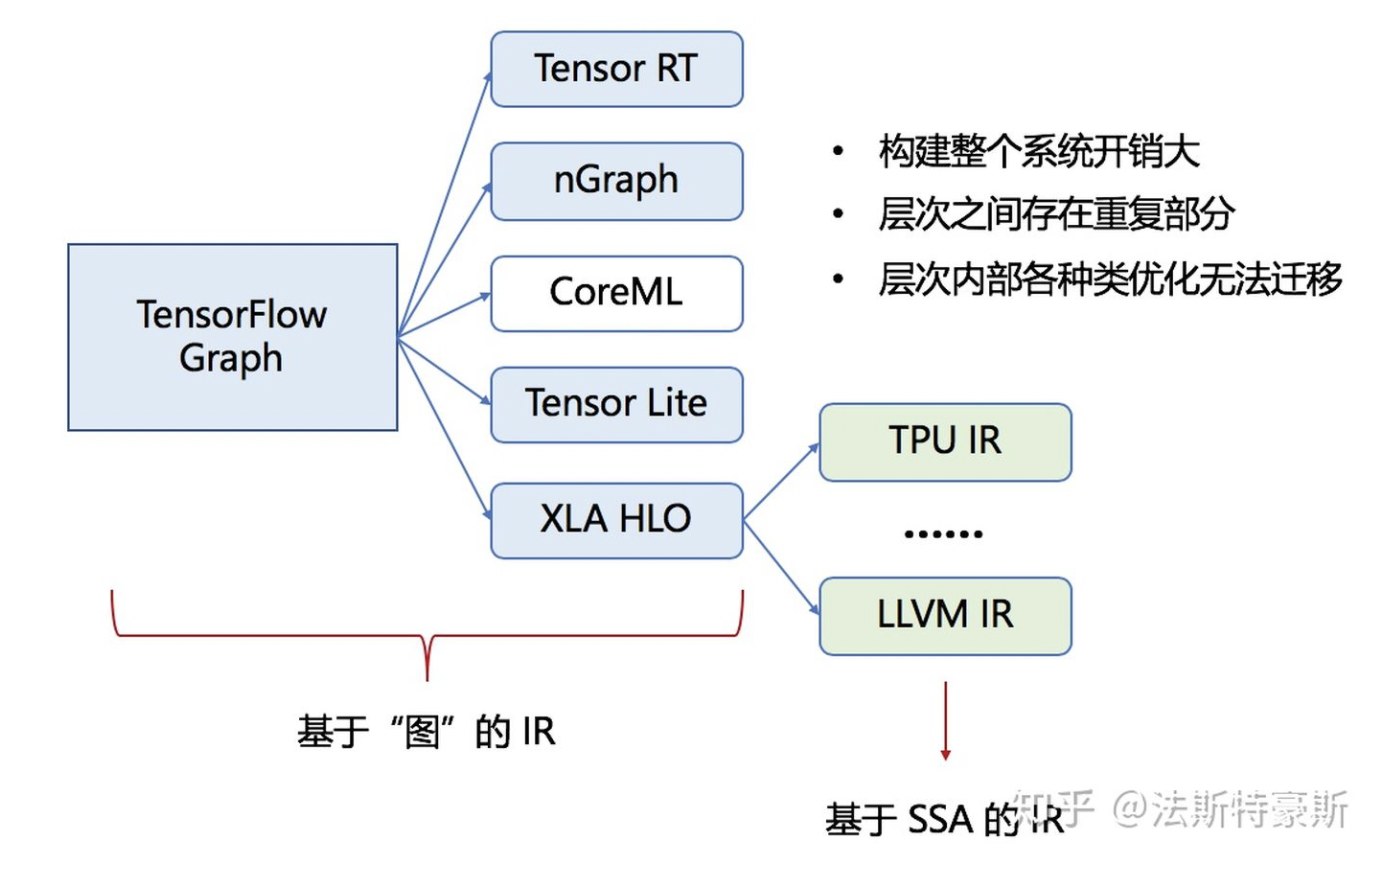 Tensor RT
nGraph
CoreML
Tensor Lite
XLA HLO
TensorFlow
Graph
• 构建整个系统开销大
• 层次之间存在重复部分
• 层次内部各种类优化无法迁移
TPU IR
......
LLVM IR
基于“图”的 IR
基于 SSA 的 IR
知乎 @法斯特豪斯